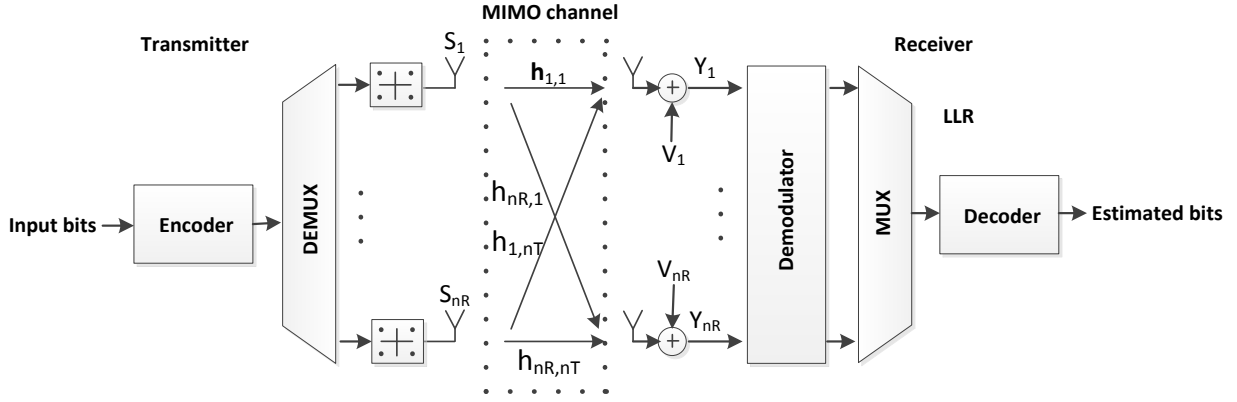 MIMO channel
Transmitter
Receiver
S1
h1,1
Y1
V1
LLR
DEMUX
hnR,1
h1,nT
Demodulator
MUX
Input bits
Encoder
Decoder
Estimated bits
SnR
VnR
YnR
hnR,nT